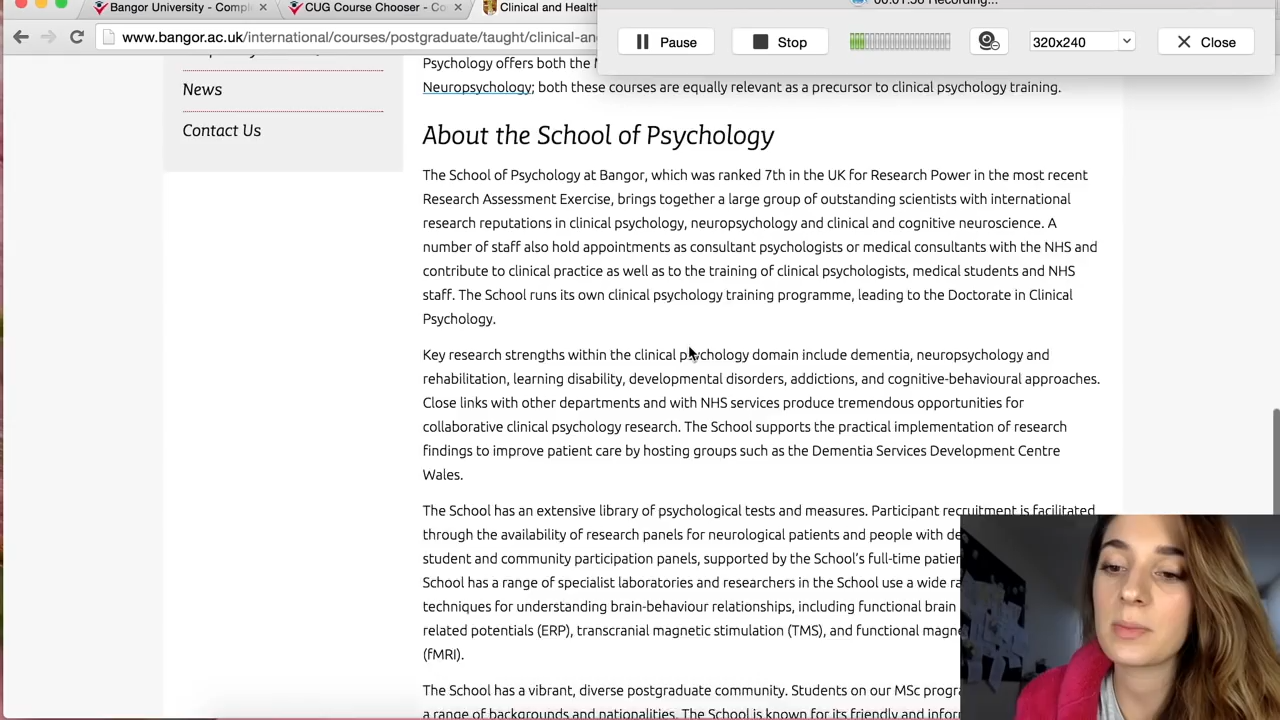 Bangor University - Compl
CUG Course Chooser - Co
Clinical and Health
Recording...
www.bangor.ac.uk/international/courses/postgraduate/taught/clinical-an
Pause
Stop
320x240
Close
News
Contact Us
Psychology offers both the
Neuropsychology; both these courses are equally relevant as a precursor to clinical psychology training.
About the School of Psychology
The School of Psychology at Bangor, which was ranked 7th in the UK for Research Power in the most recent
Research Assessment Exercise, brings together a large group of outstanding scientists with international
research reputations in clinical psychology, neuropsychology and clinical and cognitive neuroscience. A
number of staff also hold appointments as consultant psychologists or medical consultants with the NHS and
contribute to clinical practice as well as to the training of clinical psychologists, medical students and NHS
staff. The School runs its own clinical psychology training programme, leading to the Doctorate in Clinical
Psychology.
Key research strengths within the clinical psychology domain include dementia, neuropsychology and
rehabilitation, learning disability, developmental disorders, addictions, and cognitive-behavioural approaches.
Close links with other departments and with NHS services produce tremendous opportunities for
collaborative clinical psychology research. The School supports the practical implementation of research
findings to improve patient care by hosting groups such as the Dementia Services Development Centre
Wales.
The School has an extensive library of psychological tests and measures. Participant recruitment is facilitated
through the availability of research panels for neurological patients and people with de
student and community participation panels, supported by the School's full-time patien
School has a range of specialist laboratories and researchers in the School use a wide ra
techniques for understanding brain-behaviour relationships, including functional brain
related potentials (ERP), transcranial magnetic stimulation (TMS), and functional magne
(fMRI).
The School has a vibrant, diverse postgraduate community. Students on our MSc progra
a range of backgrounds and nationalities. The School is known for its friendly and inform